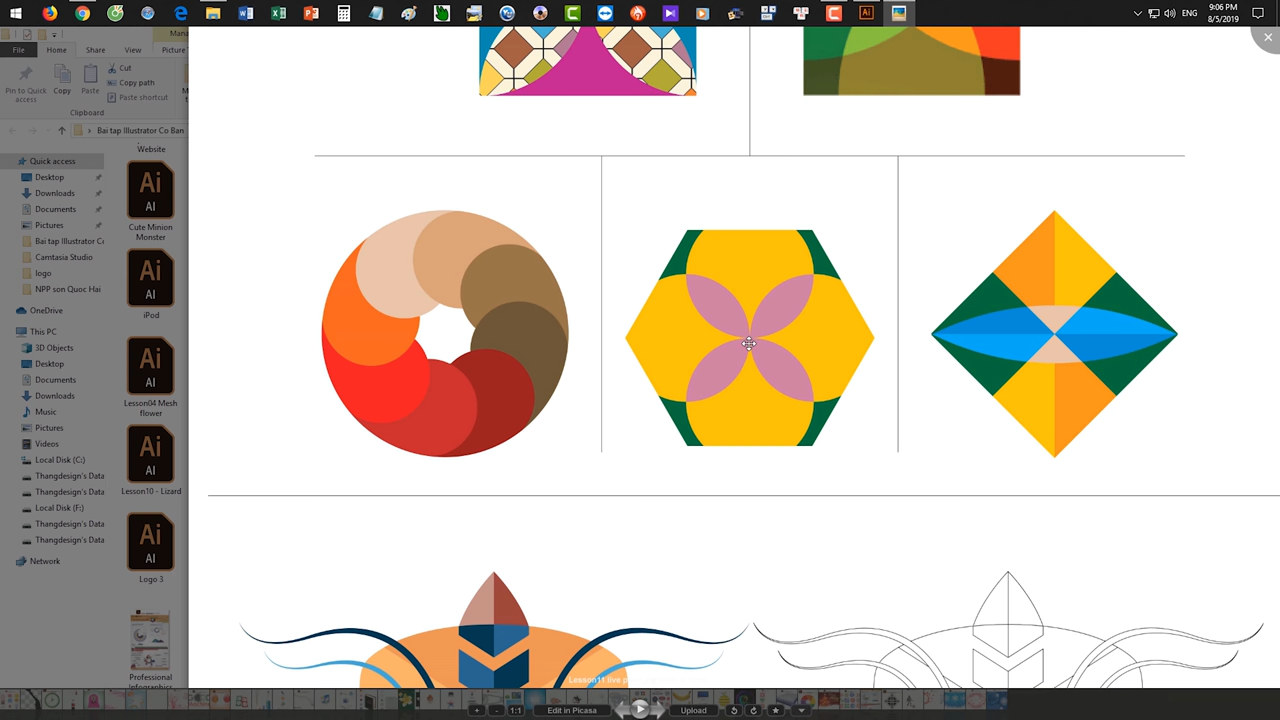 ENG
9:06 PM
8/5/2019
Mana
File
Home
Share
View
Picture
Pin to Quick
access
Copy
Paste
Cut
Copy path
Paste shortcut
Clipboard
Bai tap Illustrator Co Ban
Quick access
Desktop
Downloads
Documents
Pictures
Bai tap Illustrator C
Camtasia Studio
logo
NPP son Quoc Hai
OneDrive
This PC
3D Objects
Desktop
Documents
Downloads
Music
Pictures
Videos
Local Disk (C:)
Thangdesign's Data
Thangdesign's Data
Local Disk (F:)
Thangdesign's Data
Thangdesign's Data
Network
Website
Ai
AI
Cute Minion
Monster
Ai
AI
iPod
Ai
AI
Lesson04 Mesh
flower
Ai
AI
Lesson10 - Lizard
Ai
AI
Logo 3
Professional
Infographics
Lesson11 live
1:1
Edit in Picasa
Upload